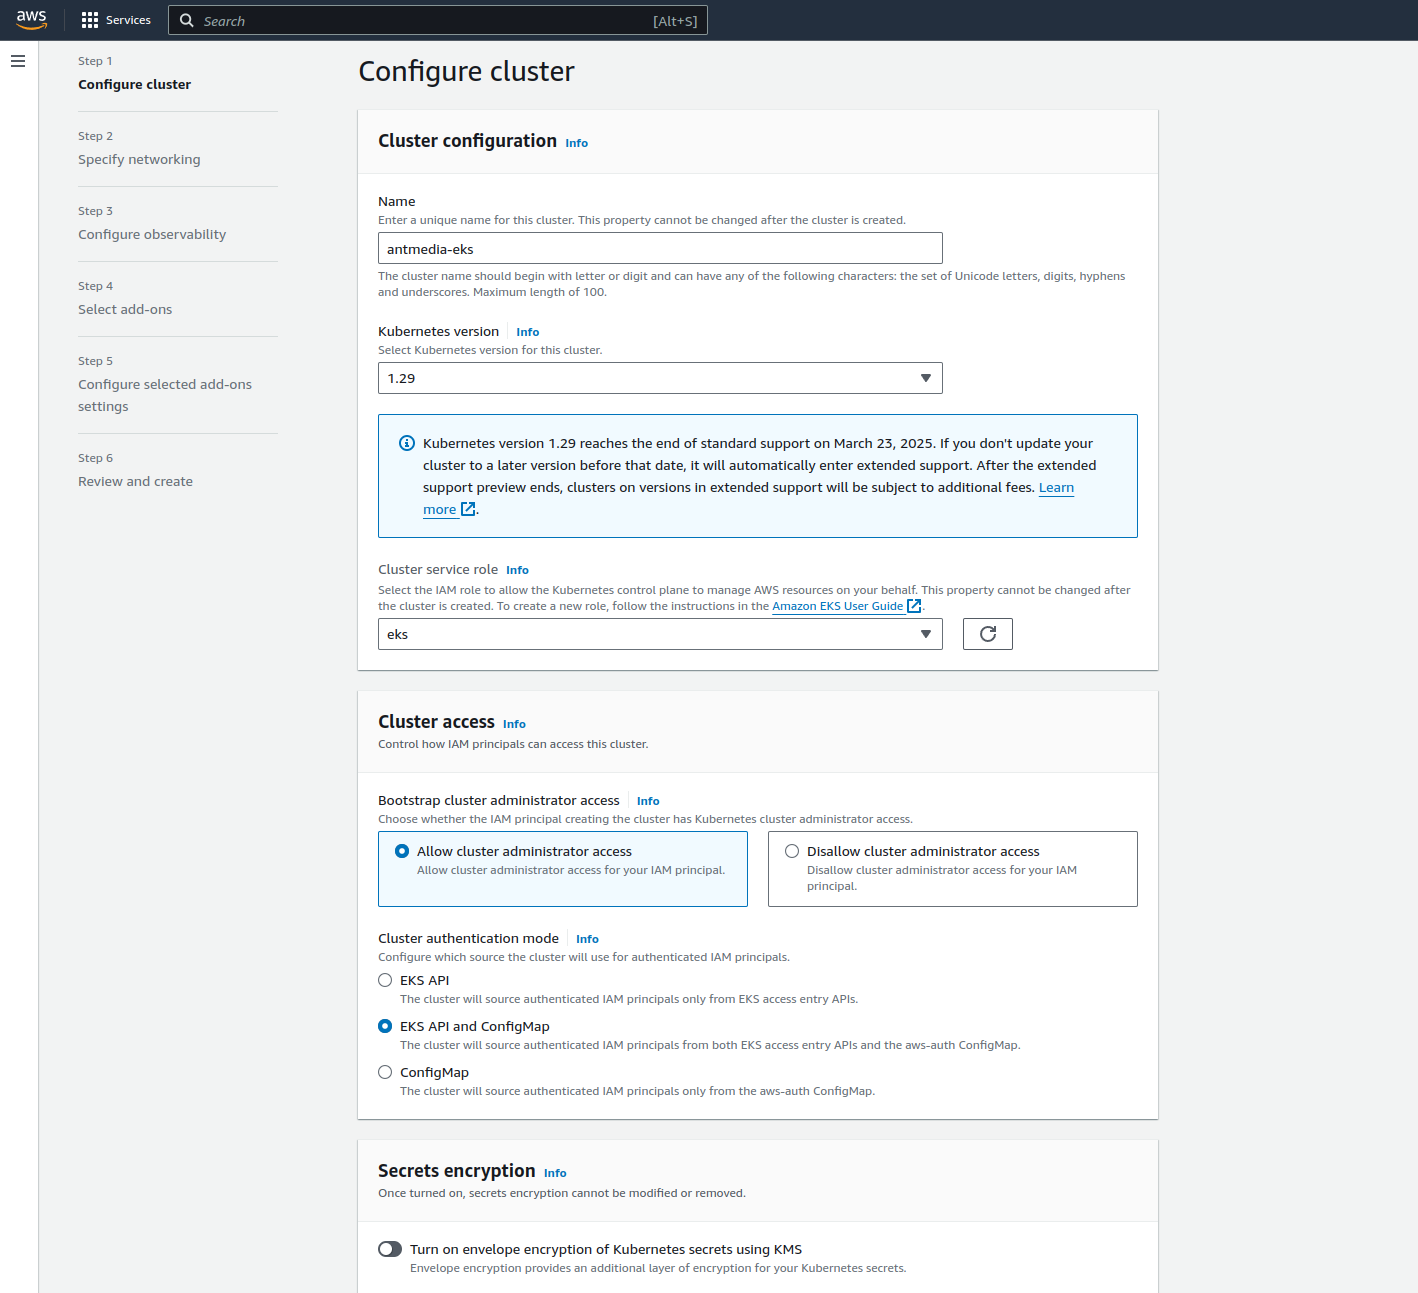 aws
Services
Search
[Alt+S]
Step 1
Configure cluster
Step 2
Specify networking
Step 3
Configure observability
Step 4
Select add-ons
Step 5
Configure selected add-ons
settings
Step 6
Review and create
Configure cluster
Cluster configuration Info
Name
Enter a unique name for this cluster. This property cannot be changed after the cluster is created.
antmedia-eks
The cluster name should begin with letter or digit and can have any of the following characters: the set of Unicode letters, digits, hyphens
and underscores. Maximum length of 100.
Kubernetes version Info
Select Kubernetes version for this cluster.
1.29
Kubernetes version 1.29 reaches the end of standard support on March 23, 2025. If you don't update your
cluster to a later version before that date, it will automatically enter extended support. After the extended
support preview ends, clusters on versions in extended support will be subject to additional fees. Learn
more .
Cluster service role Info
Select the IAM role to allow the Kubernetes control plane to manage AWS resources on your behalf. This property cannot be changed after
the cluster is created. To create a new role, follow the instructions in the Amazon EKS User Guide .
eks
Cluster access Info
Control how IAM principals can access this cluster.
Bootstrap cluster administrator access Info
Choose whether the IAM principal creating the cluster has Kubernetes cluster administrator access.
Allow cluster administrator access
Allow cluster administrator access for your IAM principal.
Disallow cluster administrator access
Disallow cluster administrator access for your IAM
principal.
Cluster authentication mode Info
Configure which source the cluster will use for authenticated IAM principals.
EKS API
The cluster will source authenticated IAM principals only from EKS access entry APIs.
EKS API and ConfigMap
The cluster will source authenticated IAM principals from both EKS access entry APIs and the aws-auth ConfigMap.
ConfigMap
The cluster will source authenticated IAM principals only from the aws-auth ConfigMap.
Secrets encryption Info
Once turned on, secrets encryption cannot be modified or removed.
Turn on envelope encryption of Kubernetes secrets using KMS
Envelope encryption provides an additional layer of encryption for your Kubernetes secrets.